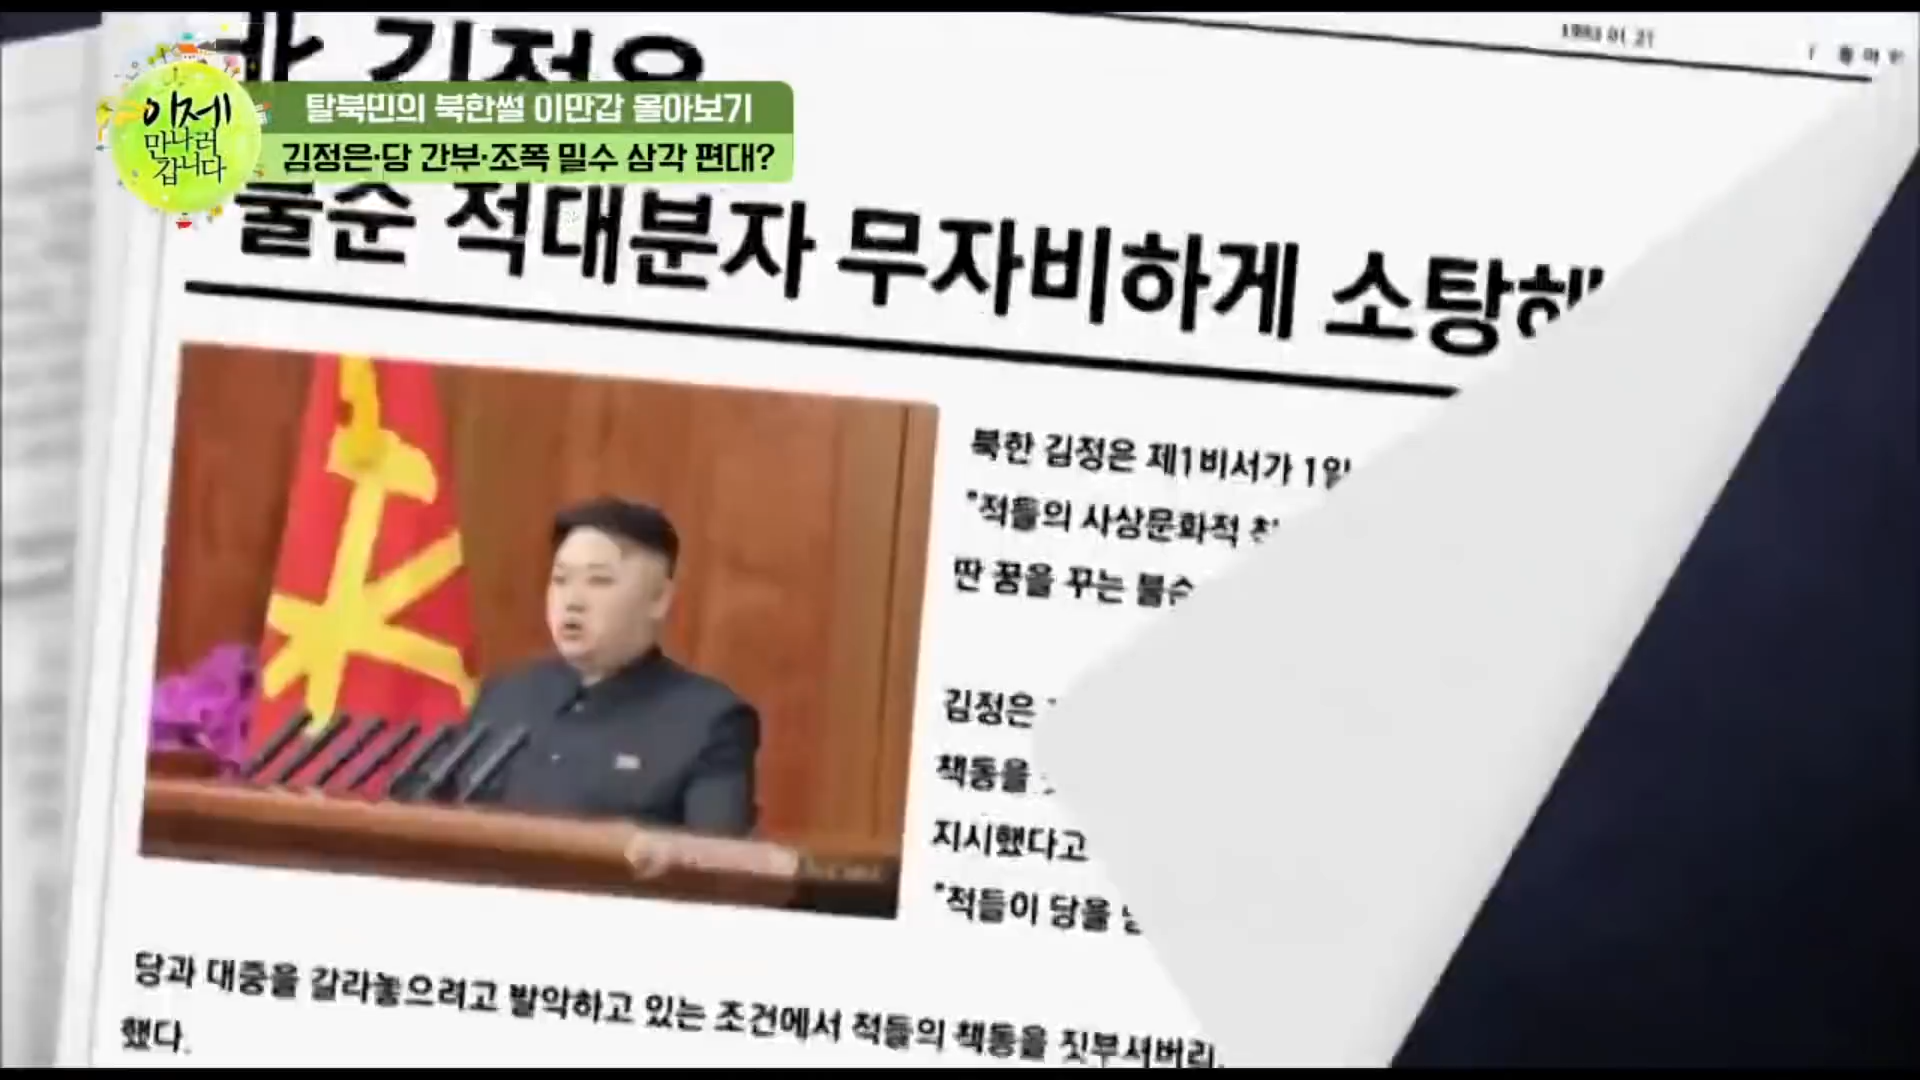 이제
만나러
갑니다
탈북민의 북한썰 이만갑 몰아보기
김정은·당 간부·조폭 밀수 삼각 편대?
김정은
불순 적대분자 무자비하게
북한 김정은 제1비서가 1일
"적들의 사상문화적
딴 꿈을 꾸는
김정은
책동을
지시했다고
"적들이 당을
당과 대중을 갈라놓으려고 발악하고 있는 조건에서 적들의 책동을 짓부셔버리
했다.